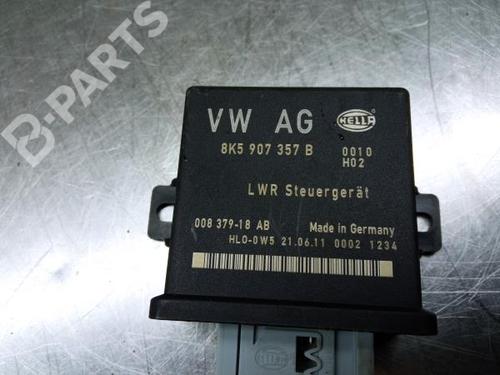 B-PARTS
VW AG
HELLA
8K5 907 357 B
0010
H02
LWR Steuergerät
008 379-18 AB
Made in Germany
HLO-0W5 21.06.11 0002 1234
HELLA